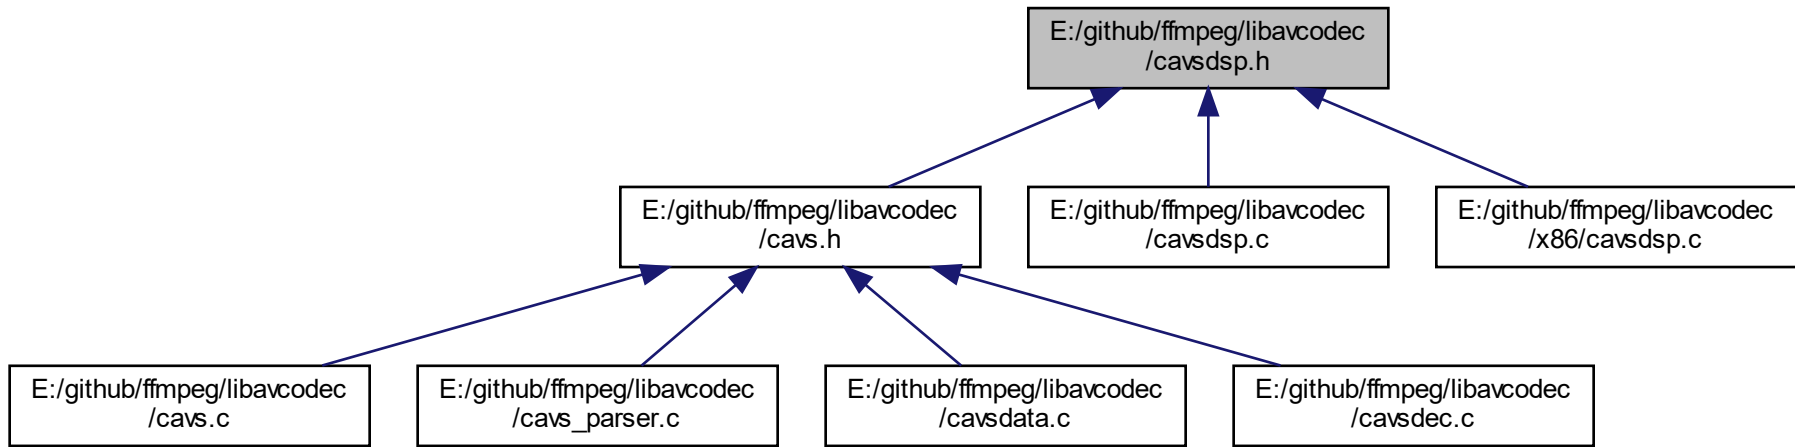 E:/github/ffmpeg/libavcodec
/cavsdsp.h
E:/github/ffmpeg/libavcodec
/cavs.h
E:/github/ffmpeg/libavcodec
/cavsdsp.c
E:/github/ffmpeg/libavcodec
/x86/cavsdsp.c
E:/github/ffmpeg/libavcodec
/cavs.c
E:/github/ffmpeg/libavcodec
/cavs_parser.c
E:/github/ffmpeg/libavcodec
/cavsdata.c
E:/github/ffmpeg/libavcodec
/cavsdec.c